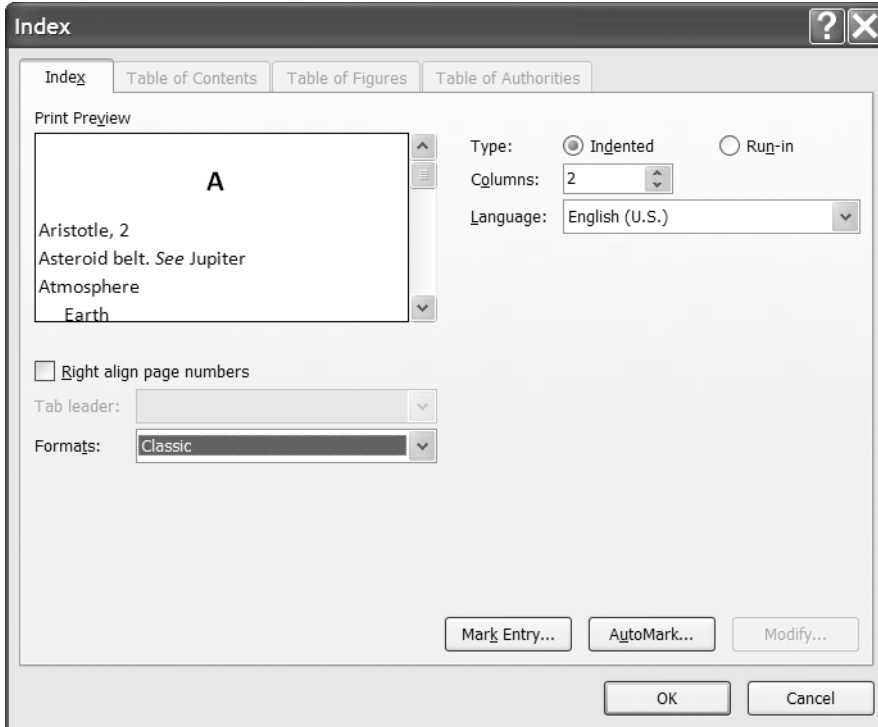 Index
Index Table of Contents Table of Figures Table of Authorities
Print Preview
A
Aristotle, 2
Asteroid belt. See Jupiter
Atmosphere
Earth
Type: Indented Run-in
Columns: 2
Language: English (U.S.)
Right align page numbers
Tab leader:
Formats: Classic
Mark Entry... AutoMark... Modify...
OK Cancel